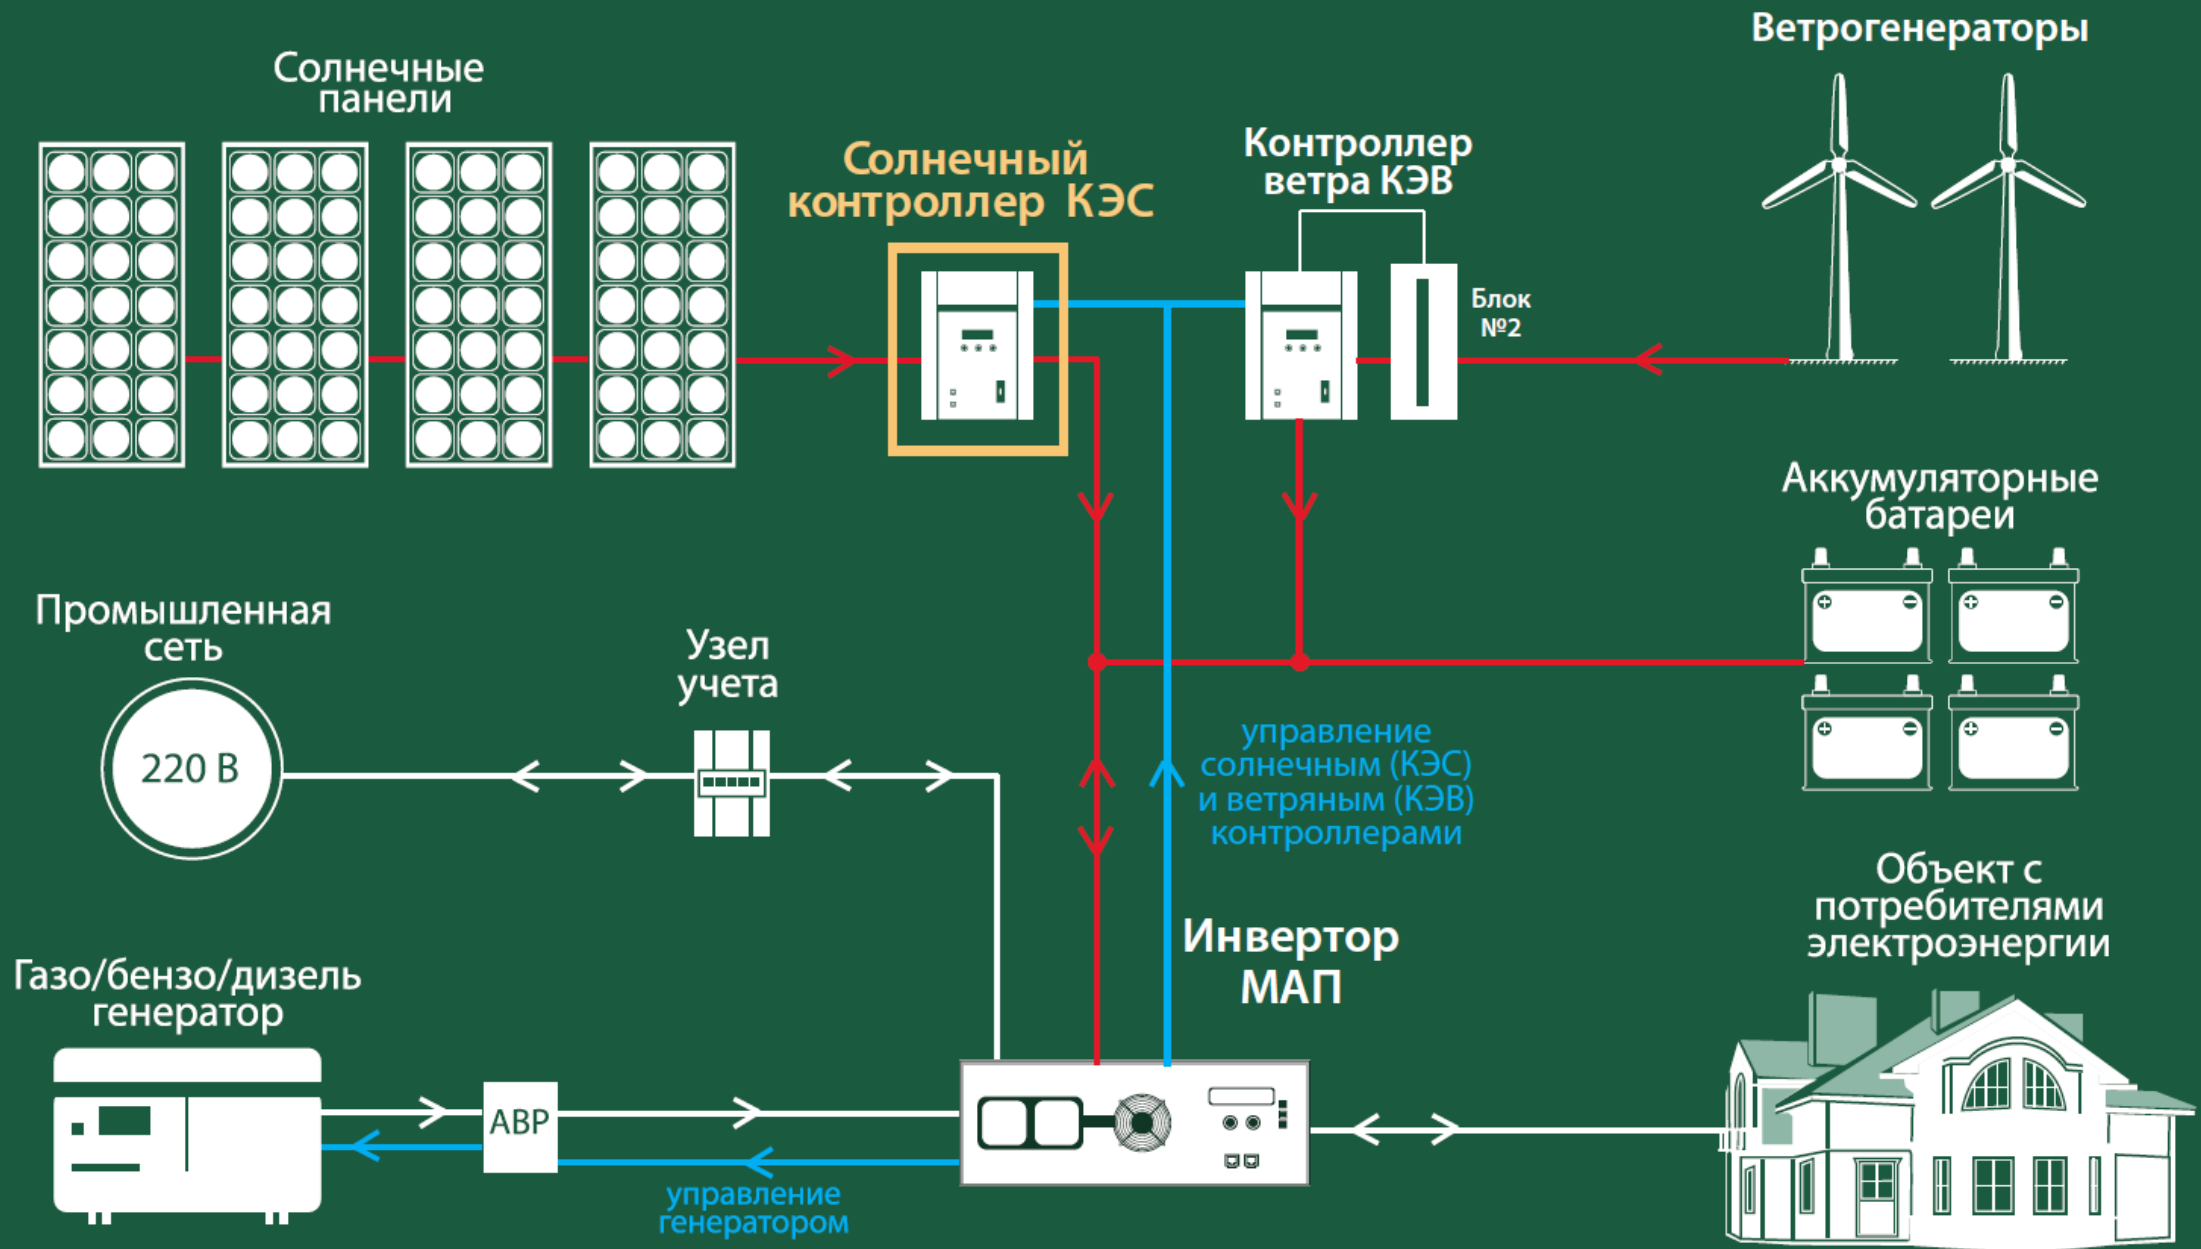 Ветрогенераторы
Солнечные
панели
Солнечный
контроллер КЭС
Контроллер
ветра КЭВ
Блок
№2
Аккумуляторные
батареи
Промышленная
сеть
220 В
Узел
учета
управление
солнечным (КЭС)
и ветряным (КЭВ)
контроллерами
Объект с
потребителями
электроэнергии
Инвертор
МАП
Газо/бензо/дизель
генератор
АВР
управление
генератором